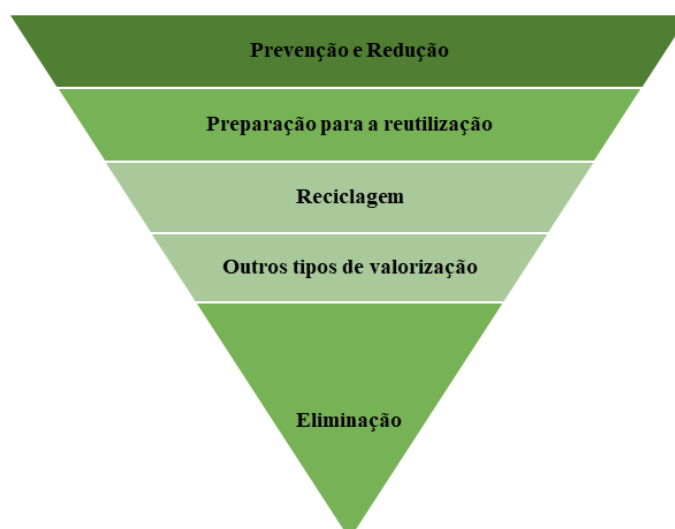 Prevenção e Redução
Preparação para a reutilização
Reciclagem
Outros tipos de valorização
Eliminação